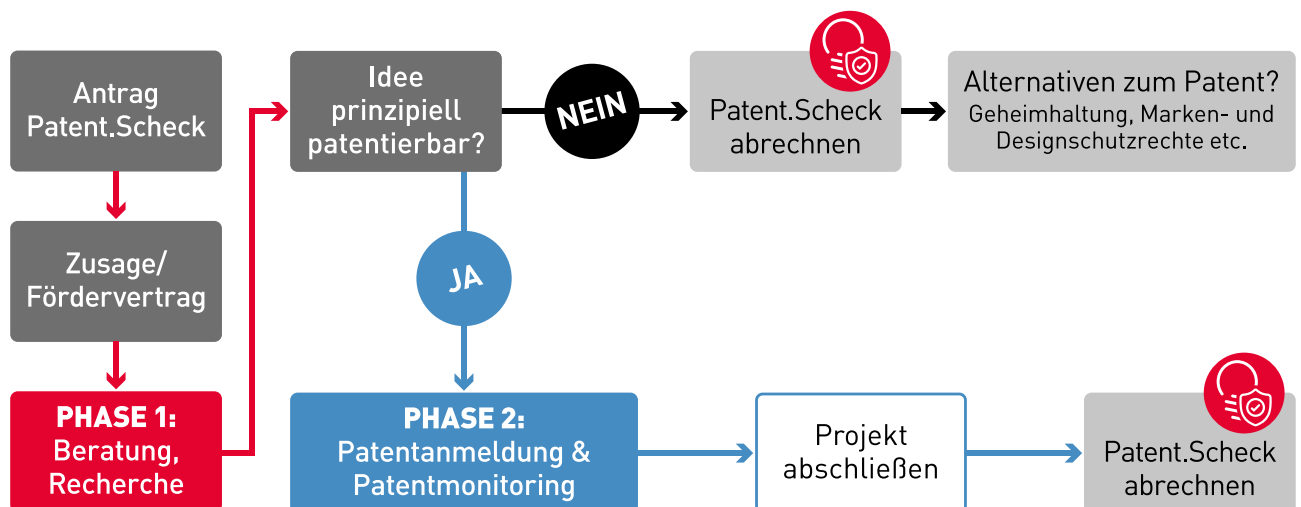 Antrag
Patent.Scheck
Zusage/
Fördervertrag
PHASE 1:
Beratung,
Recherche
Idee
prinzipiell
patentierbar?
NEIN
Patent.Scheck
abrechnen
Alternativen zum Patent?
Geheimhaltung, Marken- und
Designschutzrechte etc.
JA
PHASE 2:
Patentanmeldung &
Patentmonitoring
Projekt
abschließen
Patent.Scheck
abrechnen